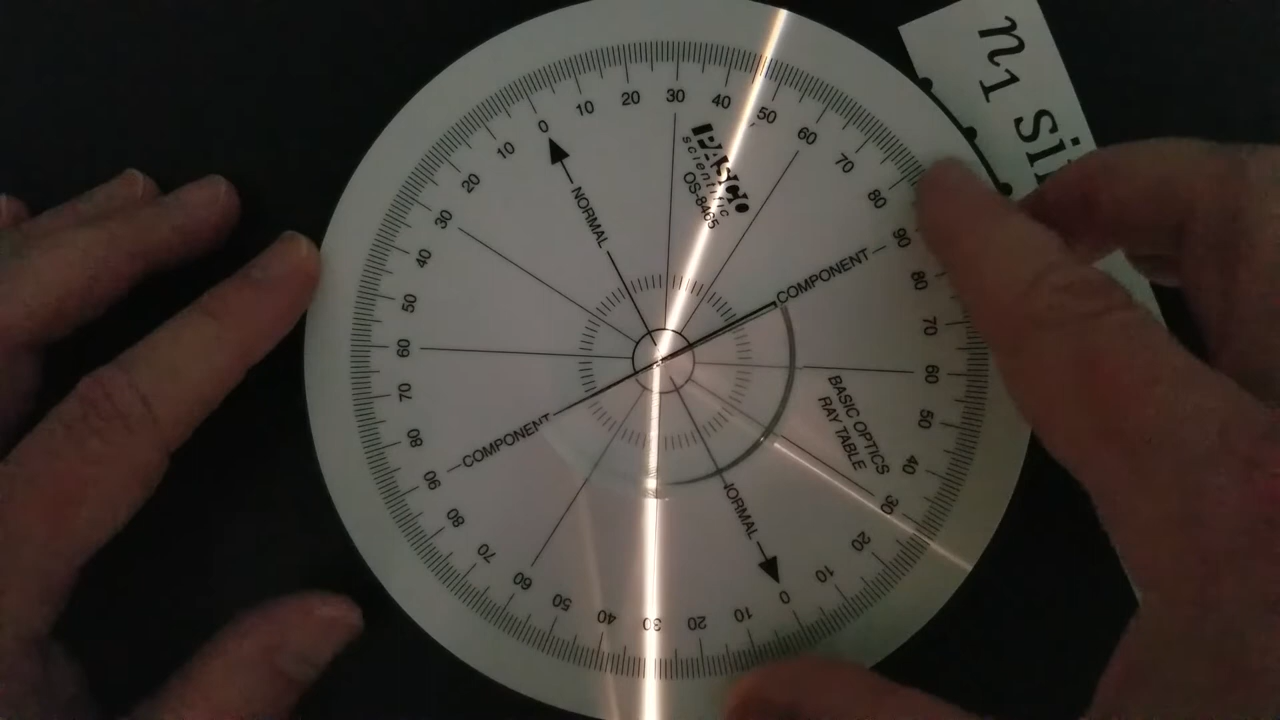 n₁ si
0 10 20 30 40 50 60 70 80 90
10 20 30 40 50 60 70 80 90
NORMAL
PASCO
scientific
OS-8465
COMPONENT
COMPONENT
80 70 60 50 40 30 20 10 0
BASIC OPTICS
RAY TABLE
80 70 60 50 40 30 20 10
NORMAL